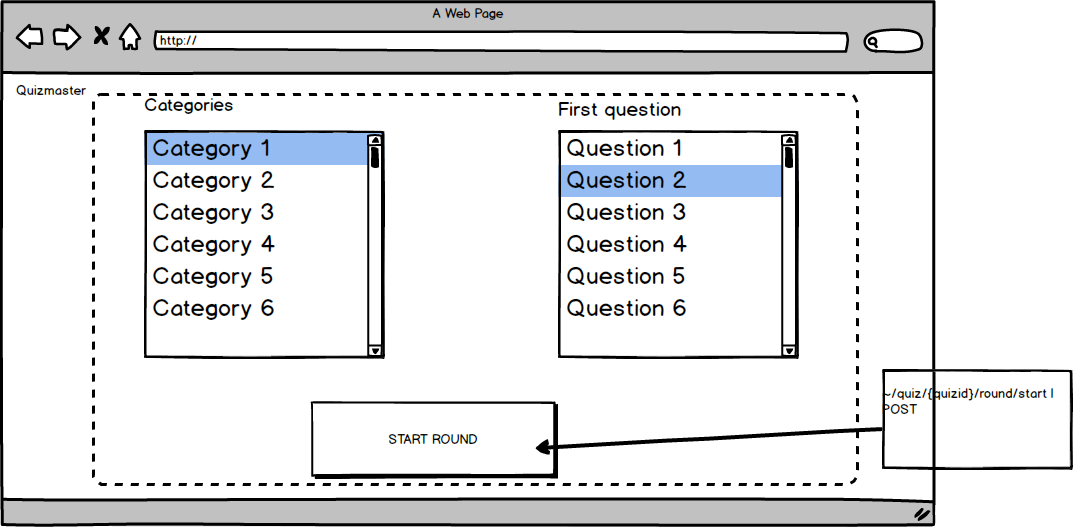 A Web Page
http://
Quizmaster
Categories
Category 1
Category 2
Category 3
Category 4
Category 5
Category 6
First question
Question 1
Question 2
Question 3
Question 4
Question 5
Question 6
START ROUND
~/quiz/{quizid}/round/start |
POST